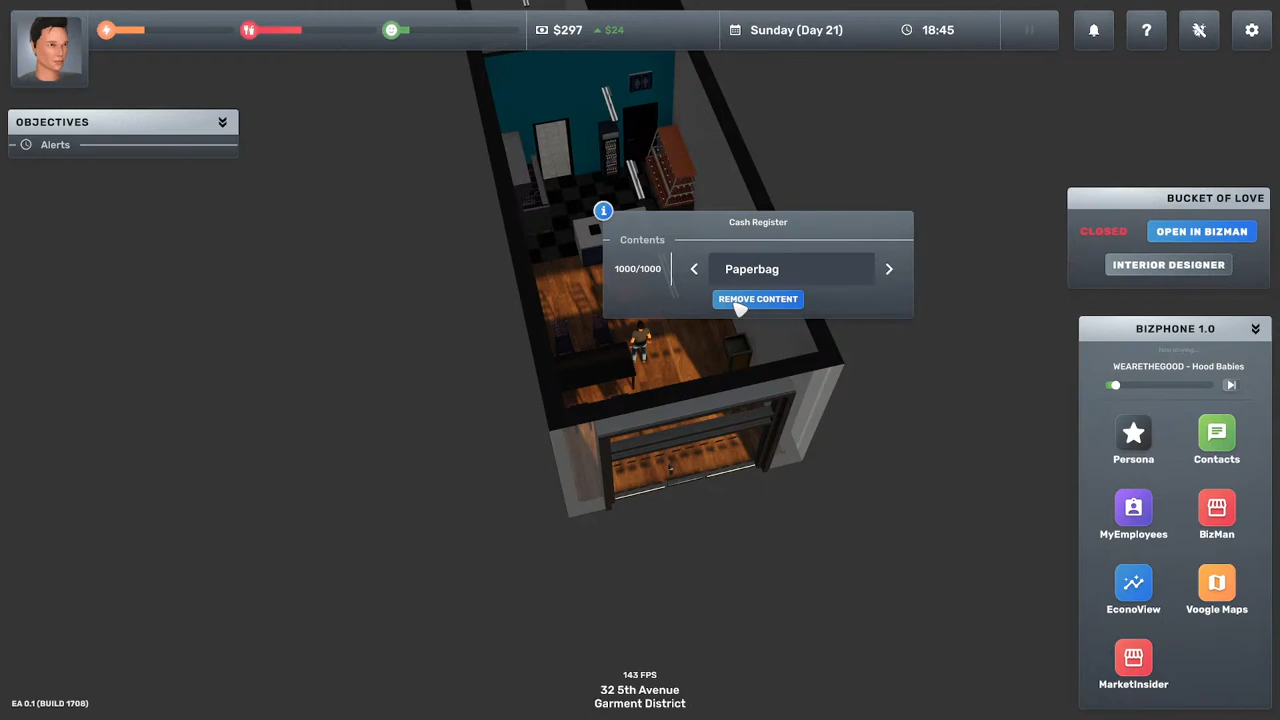 $297
$24
Sunday (Day 21)
18:45
?
OBJECTIVES
Alerts
Cash Register
Contents
1000/1000
Paperbag
REMOVE CONTENT
BUCKET OF LOVE
CLOSED
OPEN IN BIZMAN
INTERIOR DESIGNER
BIZPHONE 1.0
Now playing...
WEARETHEGOOD - Hood Babies
Persona
Contacts
MyEmployees
BizMan
EconoView
Voogle Maps
MarketInsider
143 FPS
32 5th Avenue
Garment District
EA 0.1 (BUILD 1708)